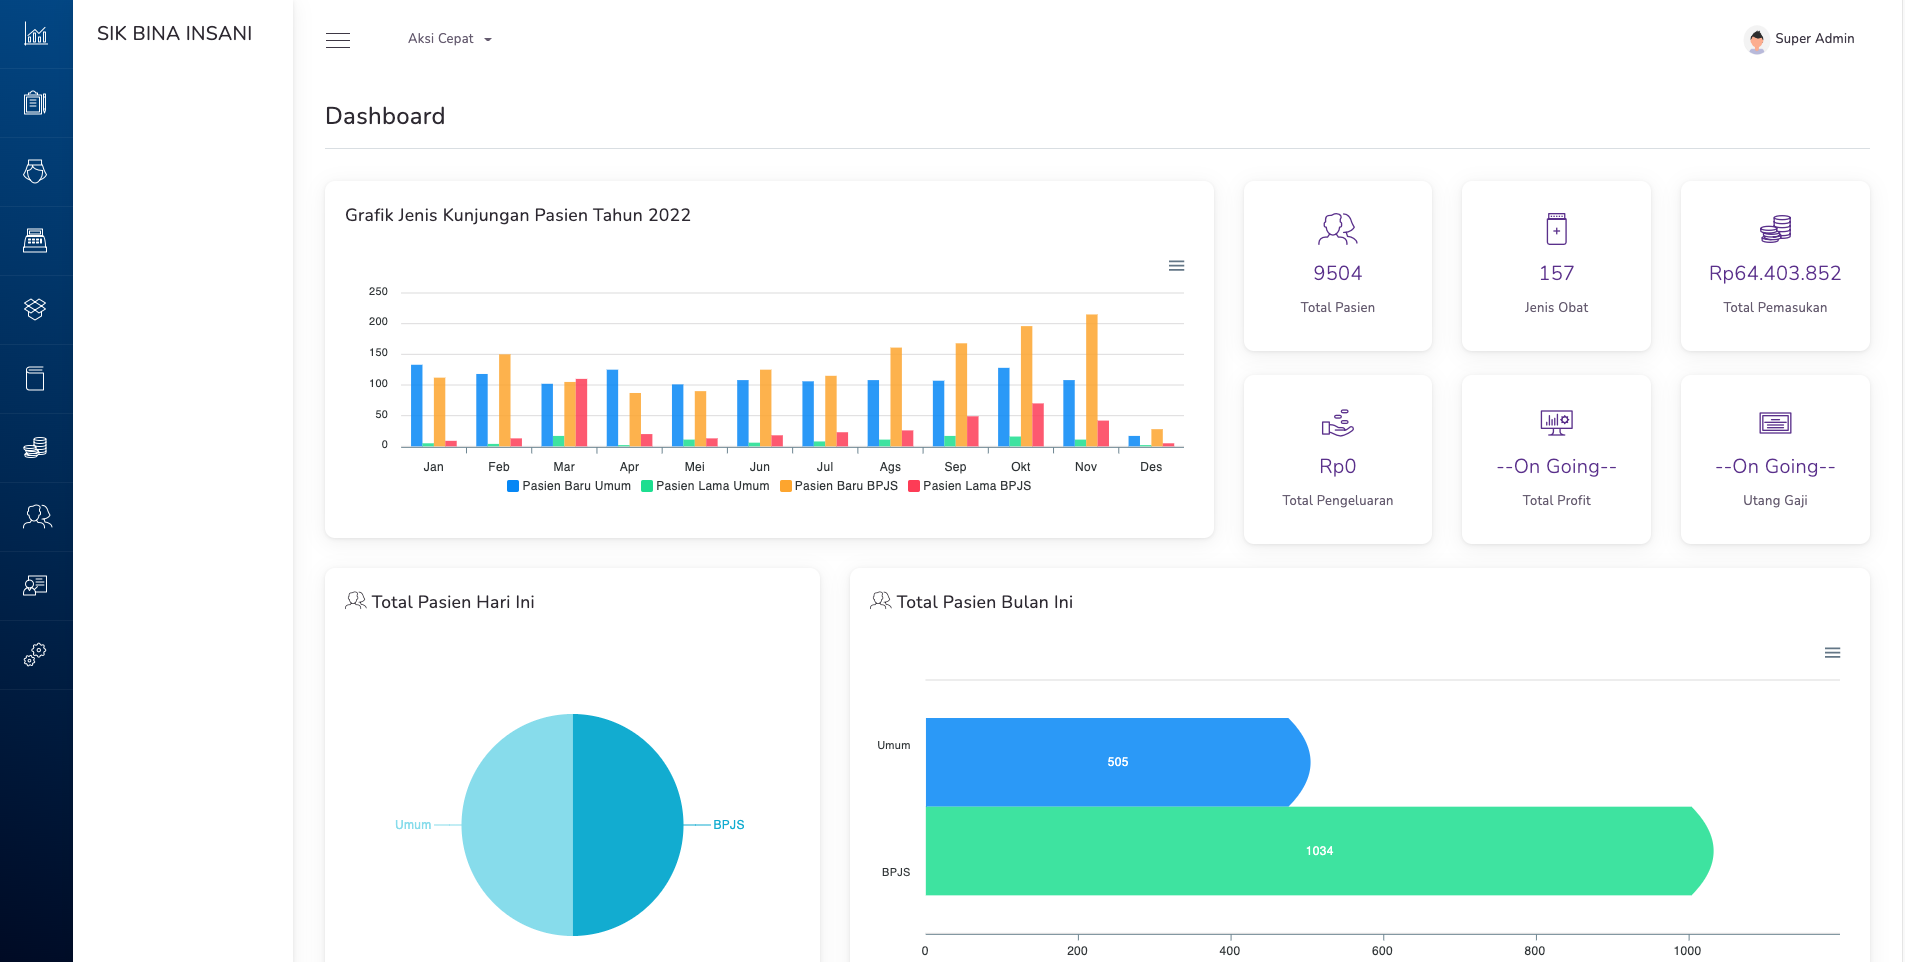 SIK BINA INSANI
Aksi Cepat
Super Admin
Dashboard
Grafik Jenis Kunjungan Pasien Tahun 2022
250
200
150
100
50
0
Jan Feb Mar Apr Mei Jun Jul Ags Sep Okt Nov Des
Pasien Baru Umum Pasien Lama Umum Pasien Baru BPJS Pasien Lama BPJS
9504
Total Pasien
157
Jenis Obat
Rp64.403.852
Total Pemasukan
Rp0
Total Pengeluaran
--On Going--
Total Profit
--On Going--
Utang Gaji
Total Pasien Hari Ini
Umum
BPJS
Total Pasien Bulan Ini
Umum
505
BPJS
1034
0 200 400 600 800 1000